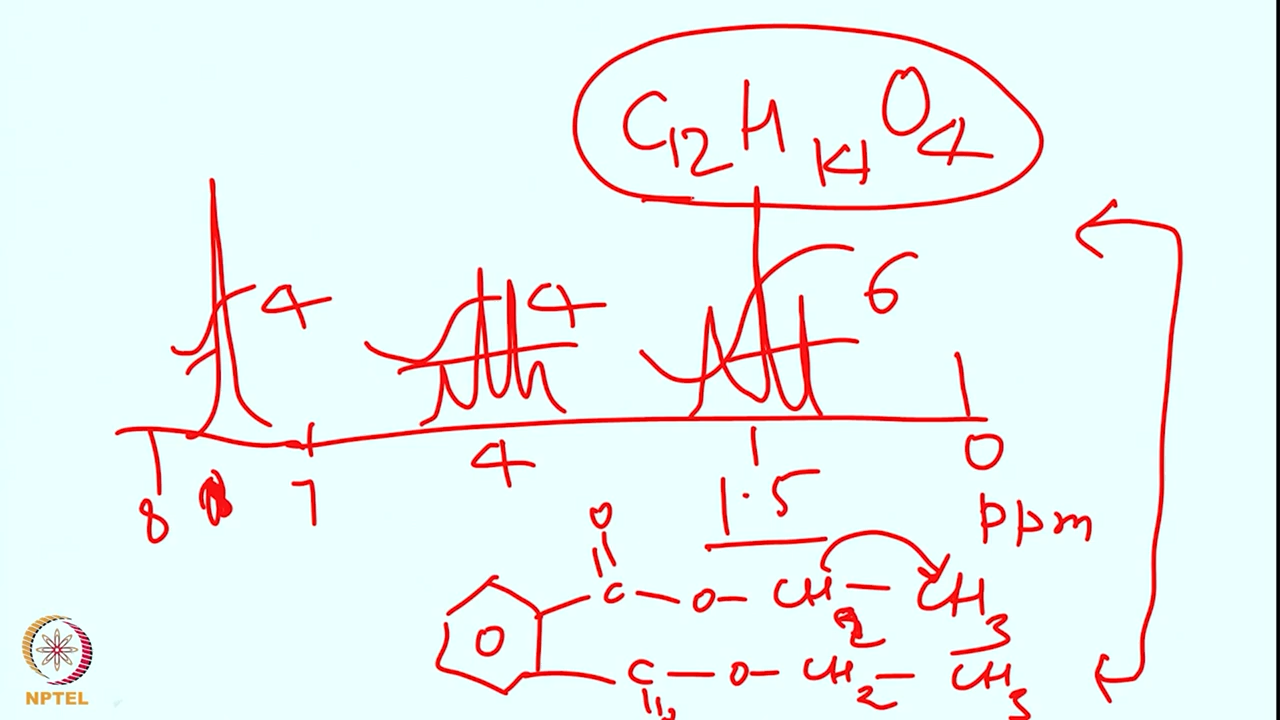 C12H14O4
4 4 6
8 7 4 1.5 0
ppm
O
C-O-CH2-CH3
O
C-O-CH2-CH3
NPTEL